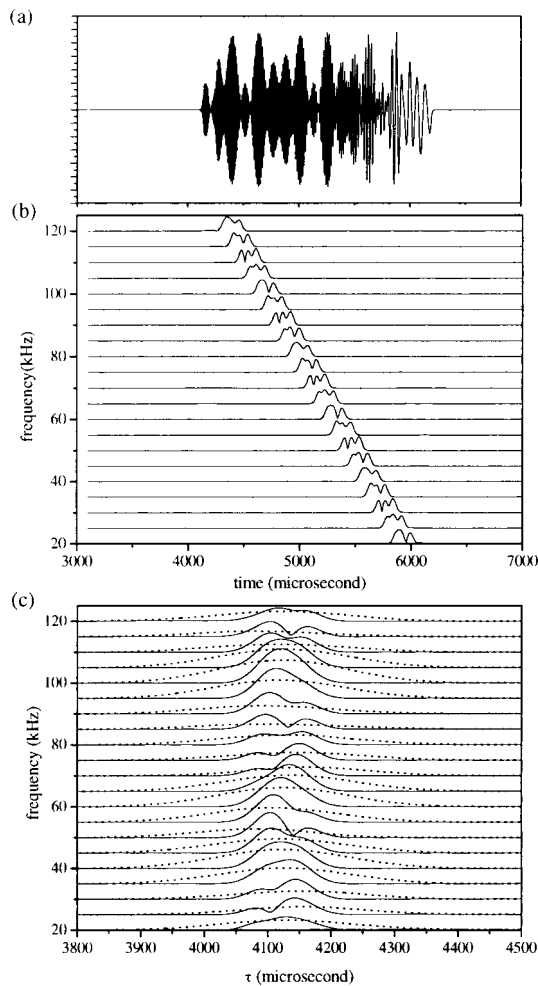 (a)
(b)
120
100
80
60
40
20
frequency(kHz)
3000 4000 5000 6000 7000
time (microsecond)
(c)
120
100
80
60
40
20
frequency (kHz)
3800 3900 4000 4100 4200 4300 4400 4500
τ (microsecond)